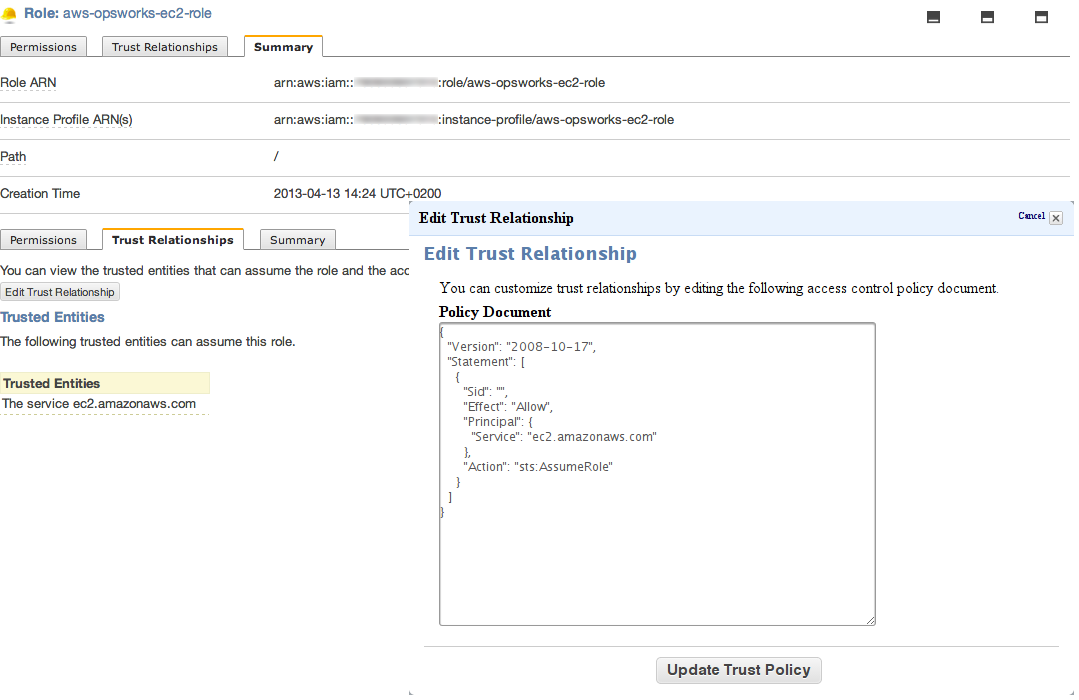 Role: aws-opsworks-ec2-role
Permissions Trust Relationships Summary
Role ARN arn:aws:iam:: :role/aws-opsworks-ec2-role
Instance Profile ARN(s) arn:aws:iam:: :instance-profile/aws-opsworks-ec2-role
Path /
Creation Time 2013-04-13 14:24 UTC+0200
Permissions Trust Relationships Summary
You can view the trusted entities that can assume the role and the acc
Edit Trust Relationship
Trusted Entities
The following trusted entities can assume this role.
Trusted Entities
The service ec2.amazonaws.com
Edit Trust Relationship Cancel
Edit Trust Relationship
You can customize trust relationships by editing the following access control policy document.
Policy Document
{
"Version": "2008-10-17",
"Statement": [
{
"Sid": "",
"Effect": "Allow",
"Principal": {
"Service": "ec2.amazonaws.com"
},
"Action": "sts:AssumeRole"
}
]
}
Update Trust Policy